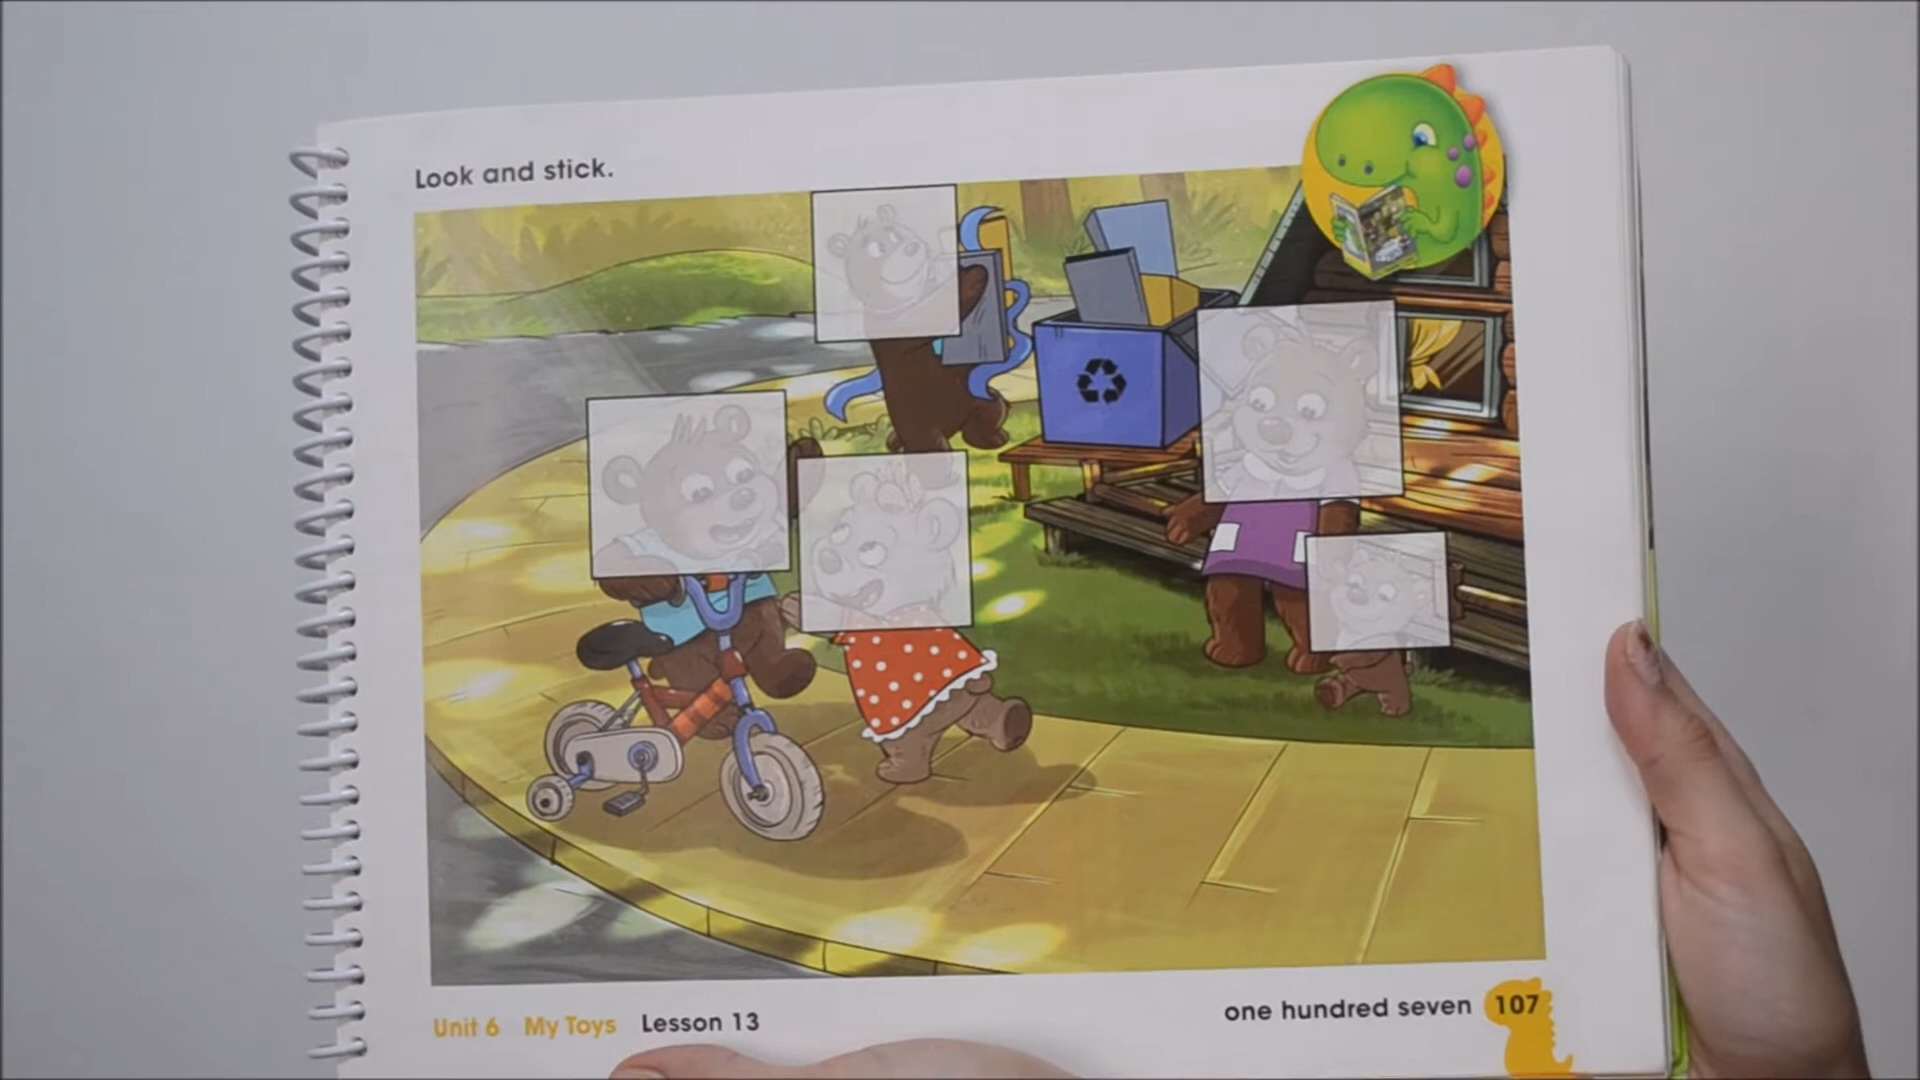 Look and stick.
Unit 6 My Toys Lesson 13
one hundred seven 107